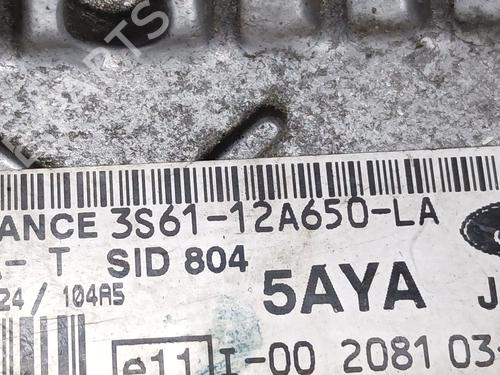 ANCE 3S61-12A650-LA
- T SID 804
24 / 104A5 5AYA J
e11 I-00 2081 03-